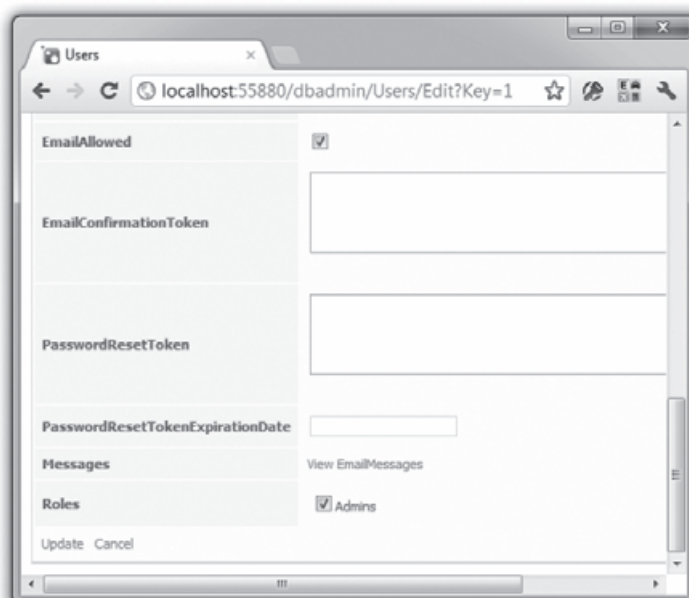 Users
localhost:55880/dbadmin/Users/Edit?Key=1
EmailAllowed
EmailConfirmationToken
PasswordResetToken
PasswordResetTokenExpirationDate
Messages View EmailMessages
Roles Admins
Update Cancel